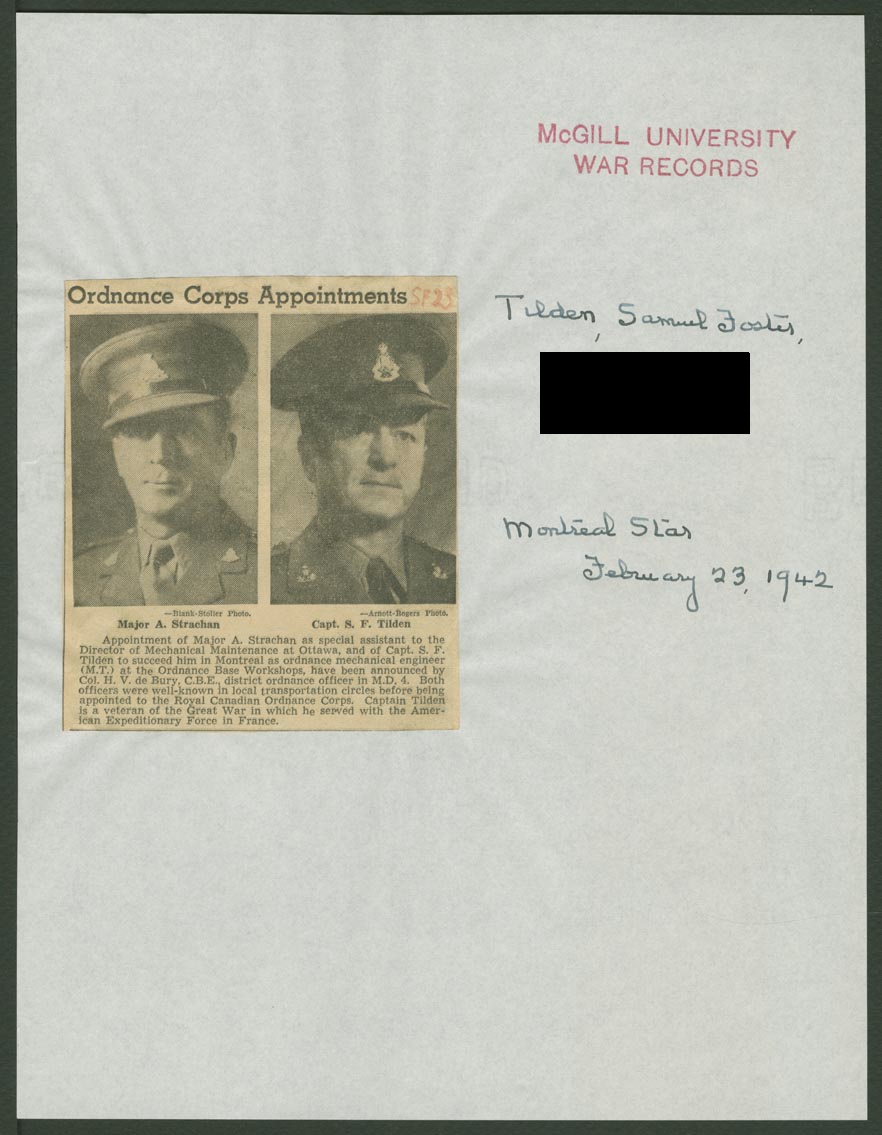 McGILL UNIVERSITY
WAR RECORDS
Ordnance Corps Appointments SF23
Tilden, Samuel Foster,
Montreal Star
February 23, 1942
—Blank-Stoller Photo.
Major A. Strachan
—Arnott-Rogers Photo.
Capt. S. F. Tilden
Appointment of Major A. Strachan as special assistant to the
Director of Mechanical Maintenance at Ottawa, and of Capt. S. F.
Tilden to succeed him in Montreal as ordnance mechanical engineer
(M.T.) at the Ordnance Base Workshops, have been announced by
Col. H. V. de Bury, C.B.E., district ordnance officer in M.D. 4. Both
officers were well-known in local transportation circles before being
appointed to the Royal Canadian Ordnance Corps. Captain Tilden
is a veteran of the Great War in which he served with the Amer-
ican Expeditionary Force in France.